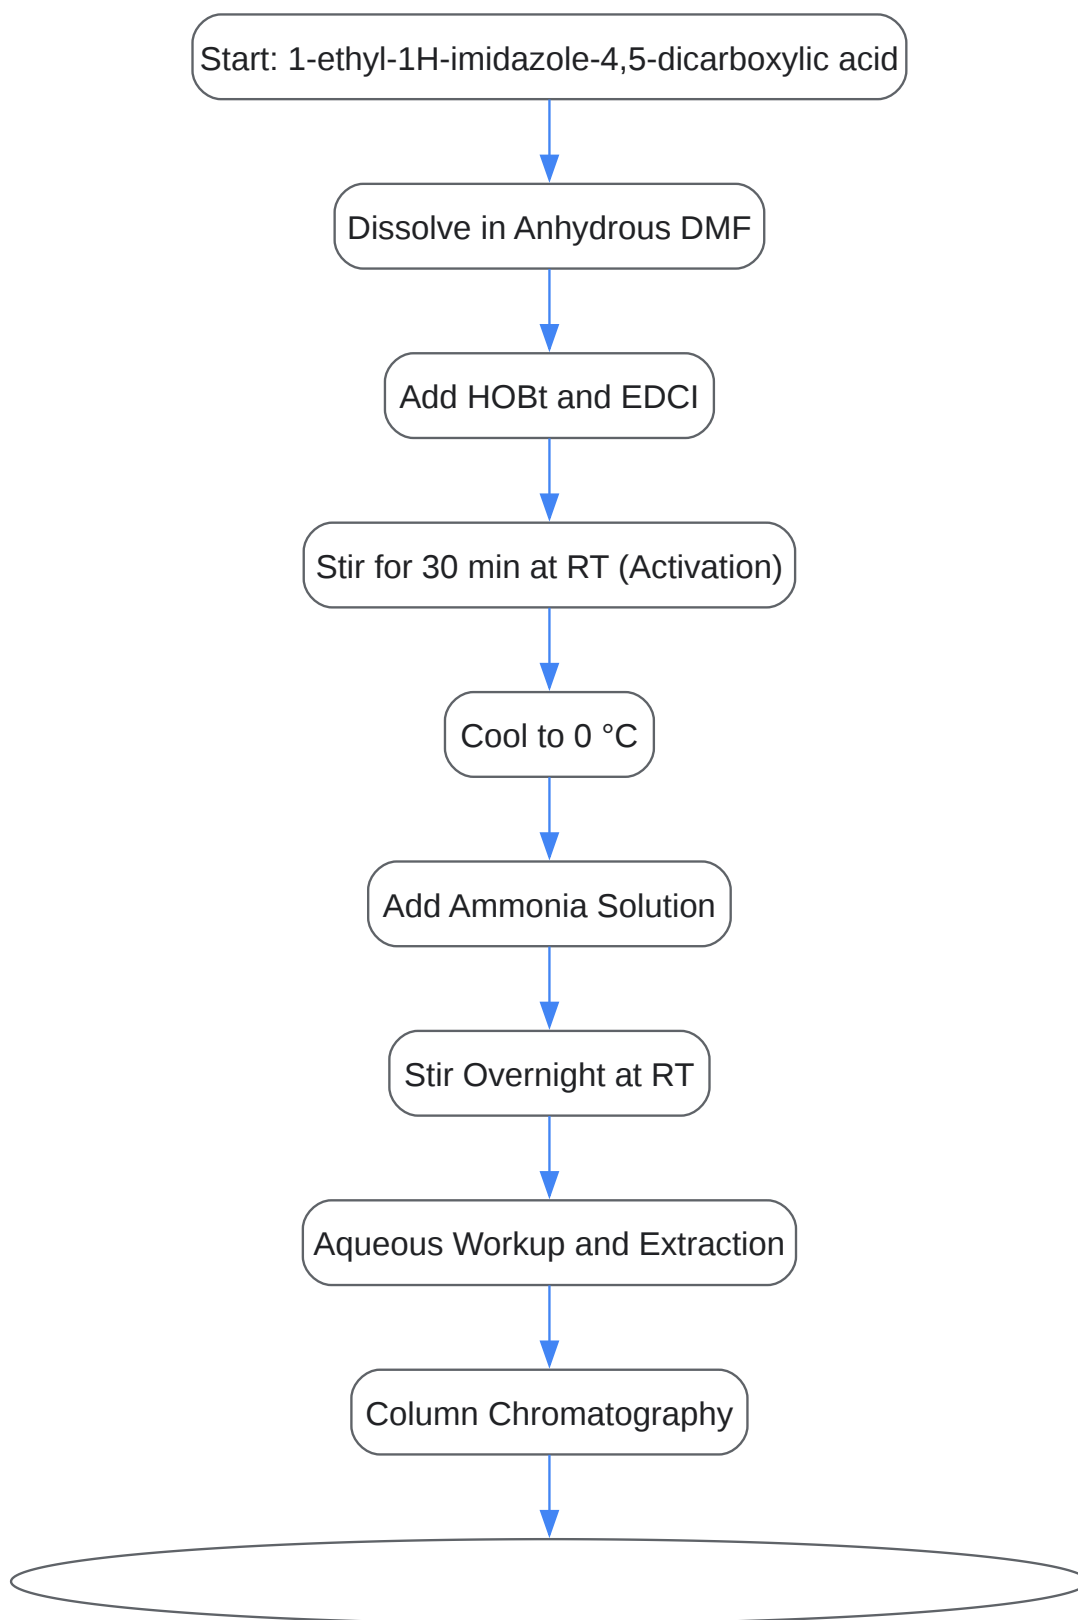 Start: 1-ethyl-1H-imidazole-4,5-dicarboxylic acid
Dissolve in Anhydrous DMF
Add HOBt and EDCI
Stir for 30 min at RT (Activation)
Cool to 0 °C
Add Ammonia Solution
Stir Overnight at RT
Aqueous Workup and Extraction
Column Chromatography